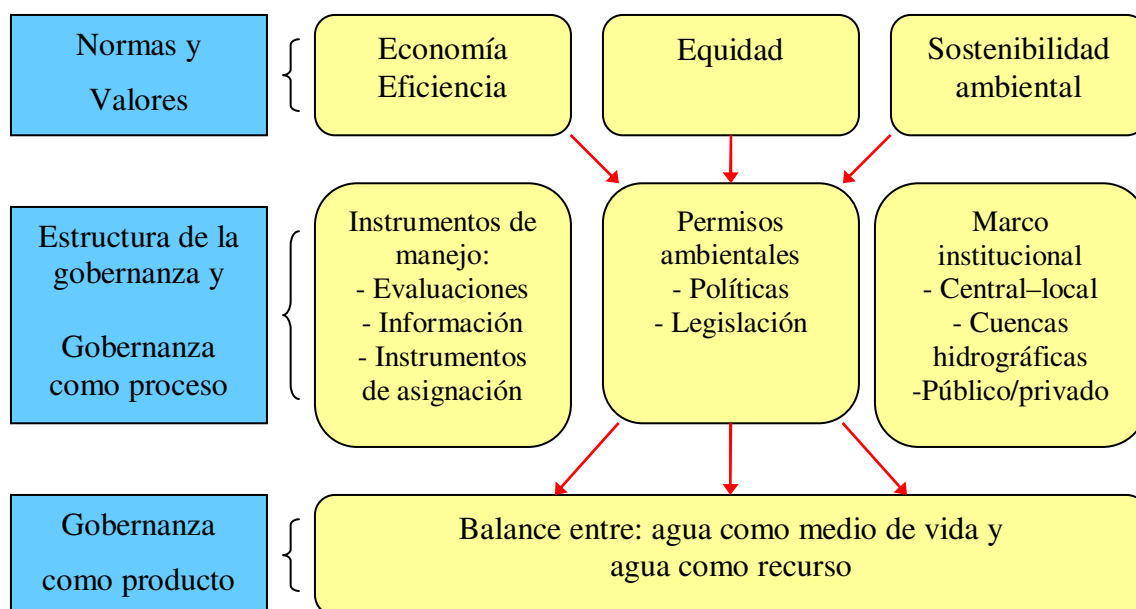 Normas y
Valores
Economía
Eficiencia
Equidad
Sostenibilidad
ambiental
Estructura de la
gobernanza y
Gobernanza
como proceso
Instrumentos de
manejo:
- Evaluaciones
- Información
- Instrumentos
de asignación
Permisos
ambientales
- Políticas
- Legislación
Marco
institucional
- Central–local
- Cuencas
hidrográficas
-Público/privado
Gobernanza
como producto
Balance entre: agua como medio de vida y
agua como recurso